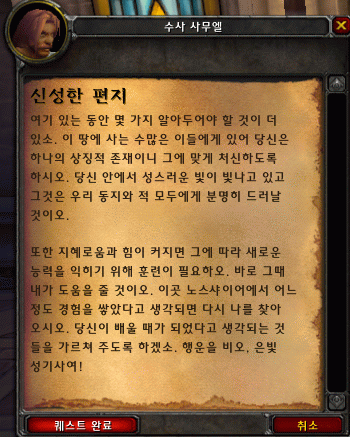 수사 사무엘
신성한 편지
여기 있는 동안 몇 가지 알아두어야 할 것이 더
있소. 이 땅에 사는 수많은 이들에게 있어 당신은
하나의 상징적 존재이니 그에 맞게 처신하도록
하시오. 당신 안에서 성스러운 빛이 빛나고 있고
그것은 우리 동지와 적 모두에게 분명히 드러날
것이오.
또한 지혜로움과 힘이 커지면 그에 따라 새로운
능력을 익히기 위해 훈련이 필요하오. 바로 그때
내가 도움을 줄 것이오. 이곳 노스샤이어에서 어느
정도 경험을 쌓았다고 생각되면 다시 나를 찾아
오시오. 당신이 배울 때가 되었다고 생각되는 것
들을 가르쳐 주도록 하겠소. 행운을 비오, 은빛
성기사여!
퀘스트 완료
취소